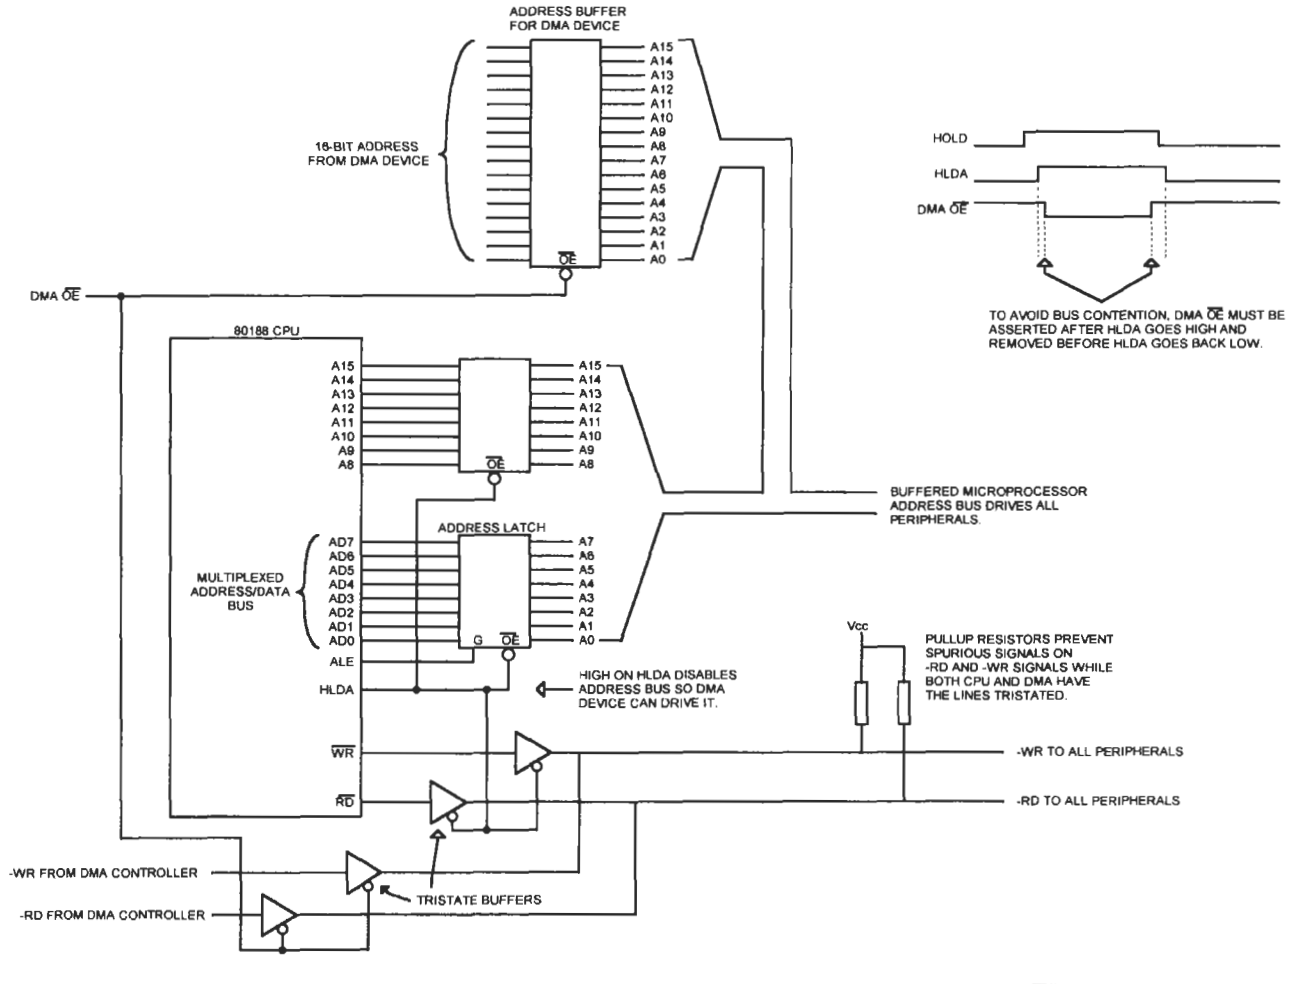 ADDRESS BUFFER
FOR DMA DEVICE
A15
A14
A13
A12
A11
A10
A9
A8
A7
A6
A5
A4
A3
A2
A1
A0
16-BIT ADDRESS
FROM DMA DEVICE
OE
DMA OE
HOLD
HLDA
DMA OE
TO AVOID BUS CONTENTION, DMA OE MUST BE
ASSERTED AFTER HLDA GOES HIGH AND
REMOVED BEFORE HLDA GOES BACK LOW.
80188 CPU
A15
A14
A13
A12
A11
A10
A9
A8
OE
A15
A14
A13
A12
A11
A10
A9
A8
BUFFERED MICROPROCESSOR
ADDRESS BUS DRIVES ALL
PERIPHERALS.
ADDRESS LATCH
MULTIPLEXED
ADDRESS/DATA
BUS
AD7
AD6
AD5
AD4
AD3
AD2
AD1
AD0
G OE
A7
A6
A5
A4
A3
A2
A1
A0
ALE
HLDA
HIGH ON HLDA DISABLES
ADDRESS BUS SO DMA
DEVICE CAN DRIVE IT.
Vcc
PULLUP RESISTORS PREVENT
SPURIOUS SIGNALS ON
-RD AND -WR SIGNALS WHILE
BOTH CPU AND DMA HAVE
THE LINES TRISTATED.
WR
-WR TO ALL PERIPHERALS
RD
-RD TO ALL PERIPHERALS
-WR FROM DMA CONTROLLER
TRISTATE BUFFERS
-RD FROM DMA CONTROLLER